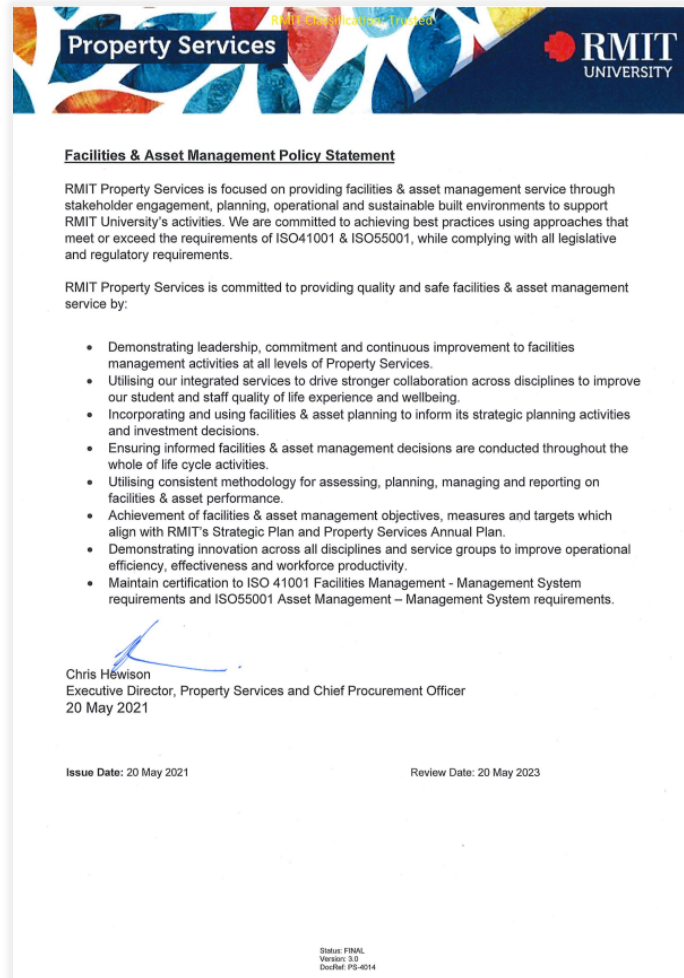 RMIT Classification: Trusted
Property Services
RMIT
UNIVERSITY
Facilities & Asset Management Policy Statement
RMIT Property Services is focused on providing facilities & asset management service through
stakeholder engagement, planning, operational and sustainable built environments to support
RMIT University's activities. We are committed to achieving best practices using approaches that
meet or exceed the requirements of ISO41001 & ISO55001, while complying with all legislative
and regulatory requirements.
RMIT Property Services is committed to providing quality and safe facilities & asset management
service by:
• Demonstrating leadership, commitment and continuous improvement to facilities
management activities at all levels of Property Services.
• Utilising our integrated services to drive stronger collaboration across disciplines to improve
our student and staff quality of life experience and wellbeing.
• Incorporating and using facilities & asset planning to inform its strategic planning activities
and investment decisions.
• Ensuring informed facilities & asset management decisions are conducted throughout the
whole of life cycle activities.
• Utilising consistent methodology for assessing, planning, managing and reporting on
facilities & asset performance.
• Achievement of facilities & asset management objectives, measures and targets which
align with RMIT's Strategic Plan and Property Services Annual Plan.
• Demonstrating innovation across all disciplines and service groups to improve operational
efficiency, effectiveness and workforce productivity.
• Maintain certification to ISO 41001 Facilities Management - Management System
requirements and ISO55001 Asset Management – Management System requirements.
Chris Hewison
Executive Director, Property Services and Chief Procurement Officer
20 May 2021
Issue Date: 20 May 2021
Review Date: 20 May 2023
Status: FINAL
Version: 3.0
DocRef: PS-4014